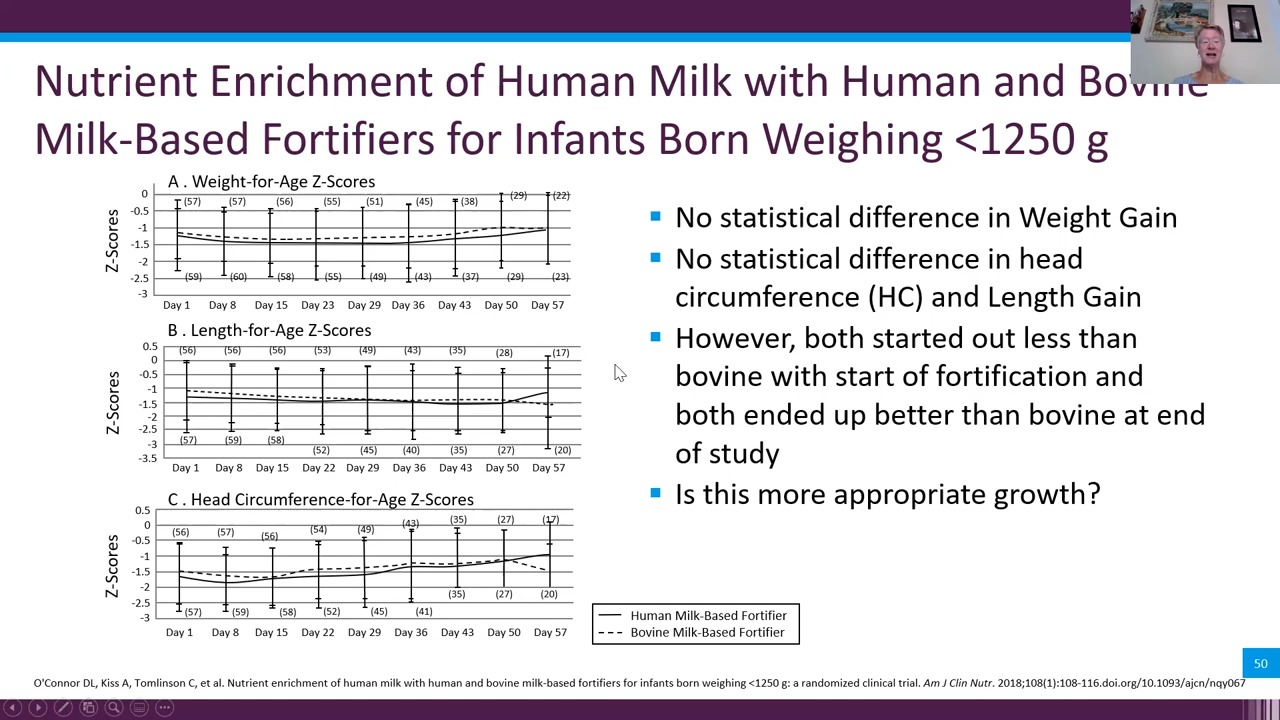 Nutrient Enrichment of Human Milk with Human and Bovine
Milk-Based Fortifiers for Infants Born Weighing <1250 g
A . Weight-for-Age Z-Scores
Z-Scores
0
-0.5
-1
-1.5
-2
-2.5
-3
(57) (57) (56) (55) (51) (45) (38) (29) (22)
(59) (60) (58) (55) (49) (43) (37) (29) (23)
Day 1 Day 8 Day 15 Day 23 Day 29 Day 36 Day 43 Day 50 Day 57
B . Length-for-Age Z-Scores
Z-Scores
0.5
0
-0.5
-1
-1.5
-2
-2.5
-3
-3.5
(56) (56) (56) (53) (49) (43) (35) (28) (17)
(57) (59) (58) (52) (45) (40) (35) (27) (20)
Day 1 Day 8 Day 15 Day 22 Day 29 Day 36 Day 43 Day 50 Day 57
C . Head Circumference-for-Age Z-Scores
Z-Scores
0.5
0
-0.5
-1
-1.5
-2
-2.5
-3
(56) (57) (56) (54) (49) (43) (35) (27) (17)
(57) (59) (58) (52) (45) (41) (35) (27) (20)
Day 1 Day 8 Day 15 Day 22 Day 29 Day 36 Day 43 Day 50 Day 57
Human Milk-Based Fortifier
Bovine Milk-Based Fortifier
No statistical difference in Weight Gain
No statistical difference in head
circumference (HC) and Length Gain
However, both started out less than
bovine with start of fortification and
both ended up better than bovine at end
of study
Is this more appropriate growth?
50
O'Connor DL, Kiss A, Tomlinson C, et al. Nutrient enrichment of human milk with human and bovine milk-based fortifiers for infants born weighing <1250 g: a randomized clinical trial. Am J Clin Nutr. 2018;108(1):108-116.doi.org/10.1093/ajcn/nqy067